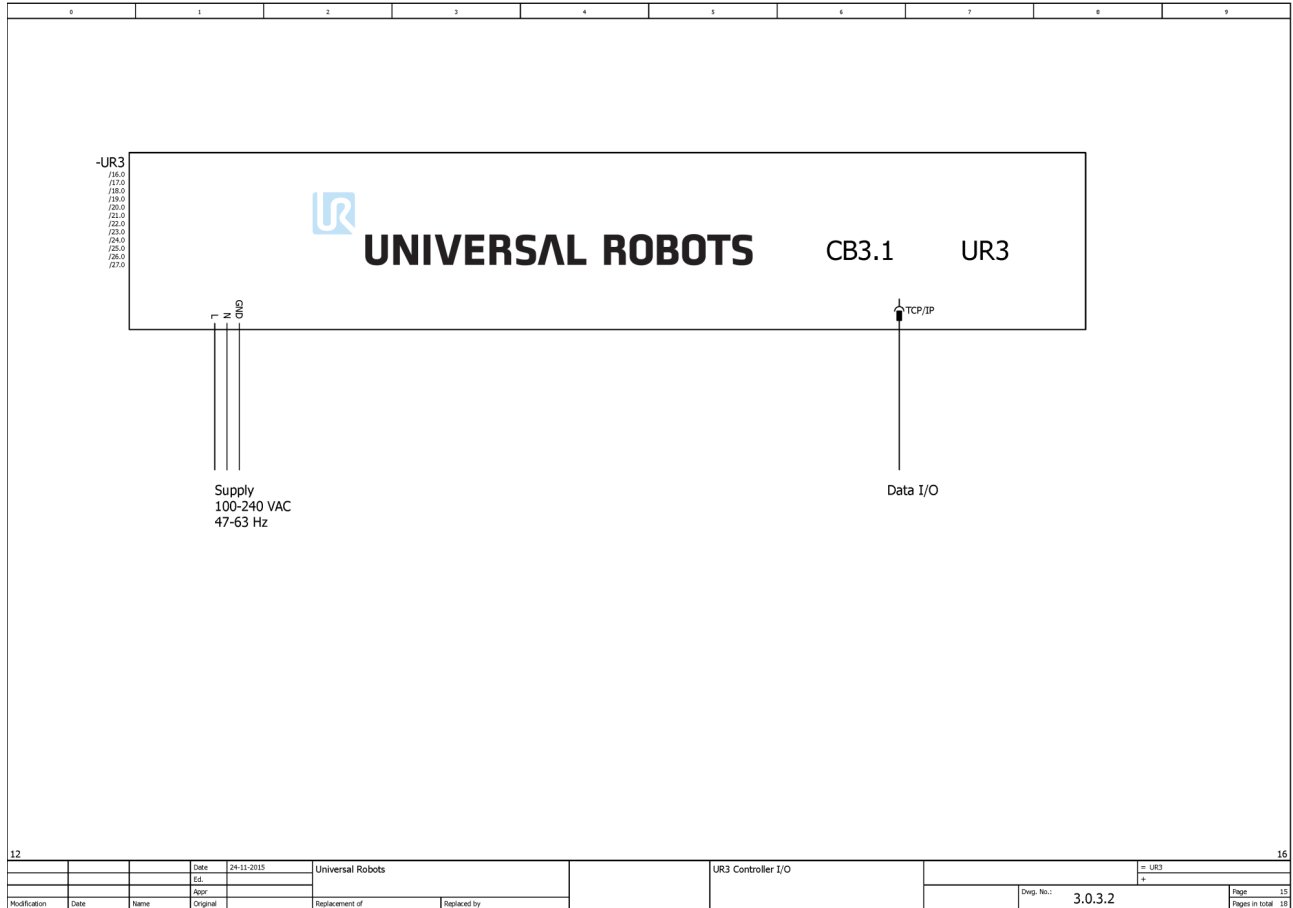 0 1 2 3 4 5 6 7 8 9
-UR3
/16.0
/17.0
/18.0
/19.0
/20.0
/21.0
/22.0
/23.0
/24.0
/25.0
/26.0
/27.0
UR
UNIVERSAL ROBOTS
CB3.1 UR3
L N GND
TCP/IP
Supply
100-240 VAC
47-63 Hz
Data I/O
12 16
Date 24-11-2015 Universal Robots UR3 Controller I/O = UR3
Ed. +
Appr Dwg. No.: 3.0.3.2 Page 15
Modification Date Name Original Replacement of Replaced by Pages in total 18